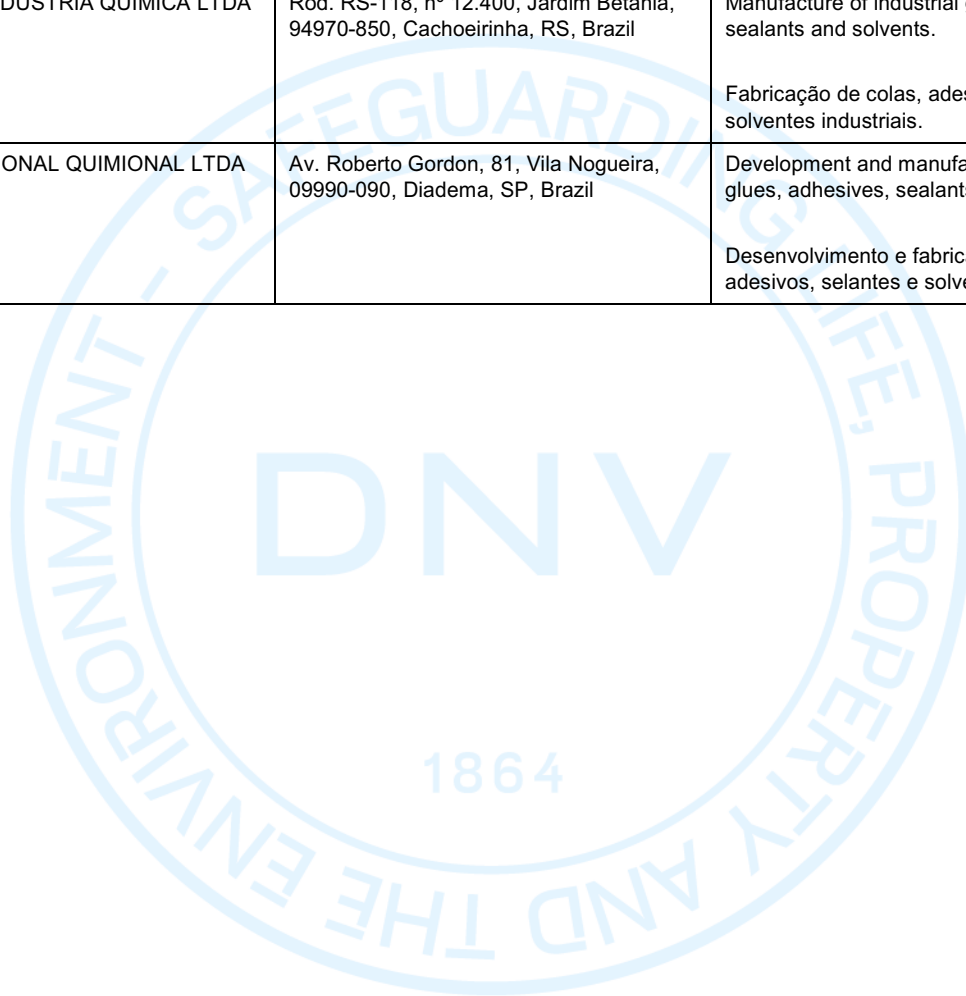 DUSTRIA QUIMICA LTDA
Rod. RS-118, nº 12.400, Jardim Betânia,
94970-850, Cachoeirinha, RS, Brazil
Manufacture of industrial
sealants and solvents.
Fabricação de colas, ades
solventes industriais.
ONAL QUIMIONAL LTDA
Av. Roberto Gordon, 81, Vila Nogueira,
09990-090, Diadema, SP, Brazil
Development and manufa
glues, adhesives, sealants
Desenvolvimento e fabrica
adesivos, selantes e solve
SAFEGUARDING LIFE, PROPERTY AND THE ENVIRONMENT -
DNV
1864